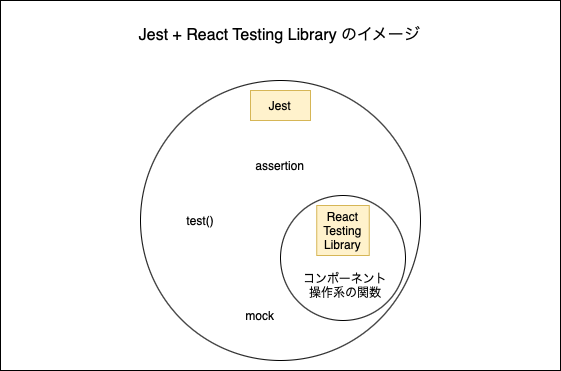 Jest + React Testing Library のイメージ
Jest
assertion
test()
React
Testing
Library
コンポーネント
操作系の関数
mock